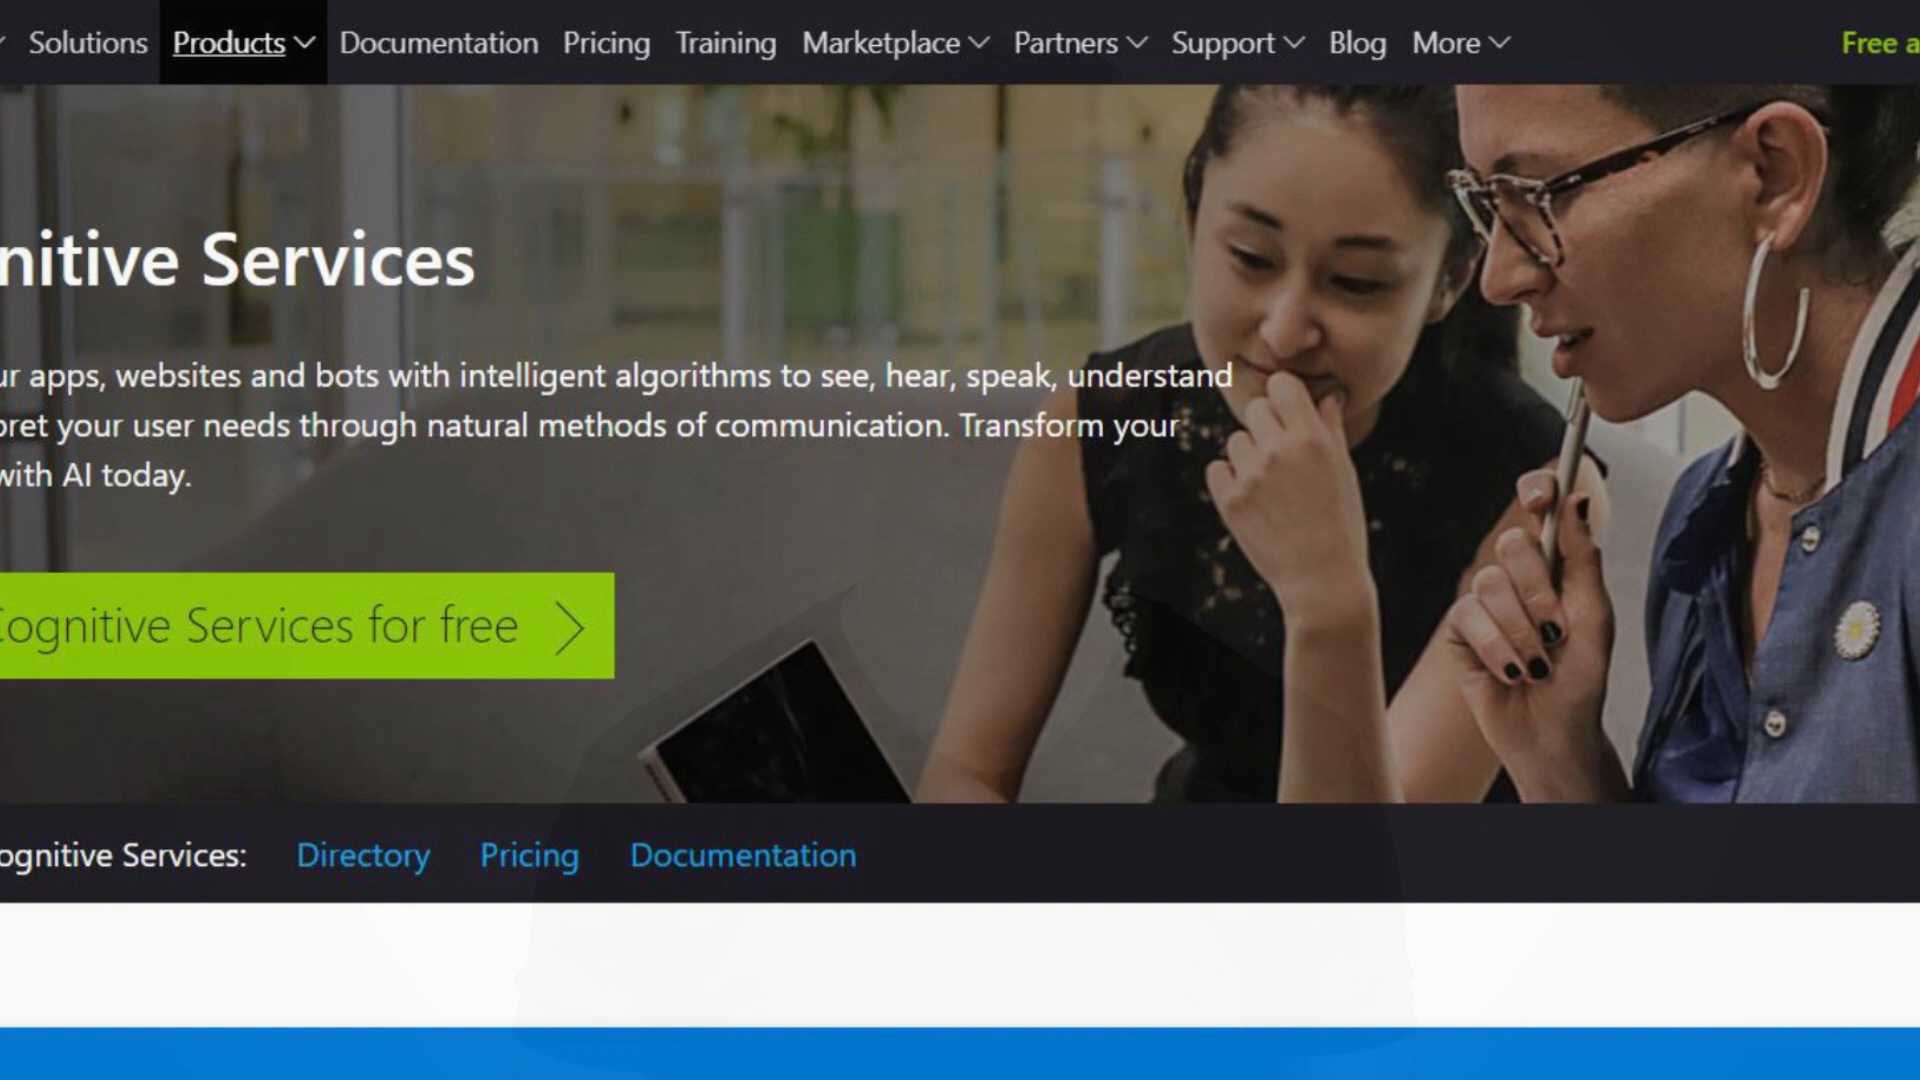 Solutions Products Documentation Pricing Training Marketplace Partners Support Blog More Free
nitive Services
apps, websites and bots with intelligent algorithms to see, hear, speak, understand
your user needs through natural methods of communication. Transform your
with AI today.
Cognitive Services for free
ognitive Services: Directory Pricing Documentation